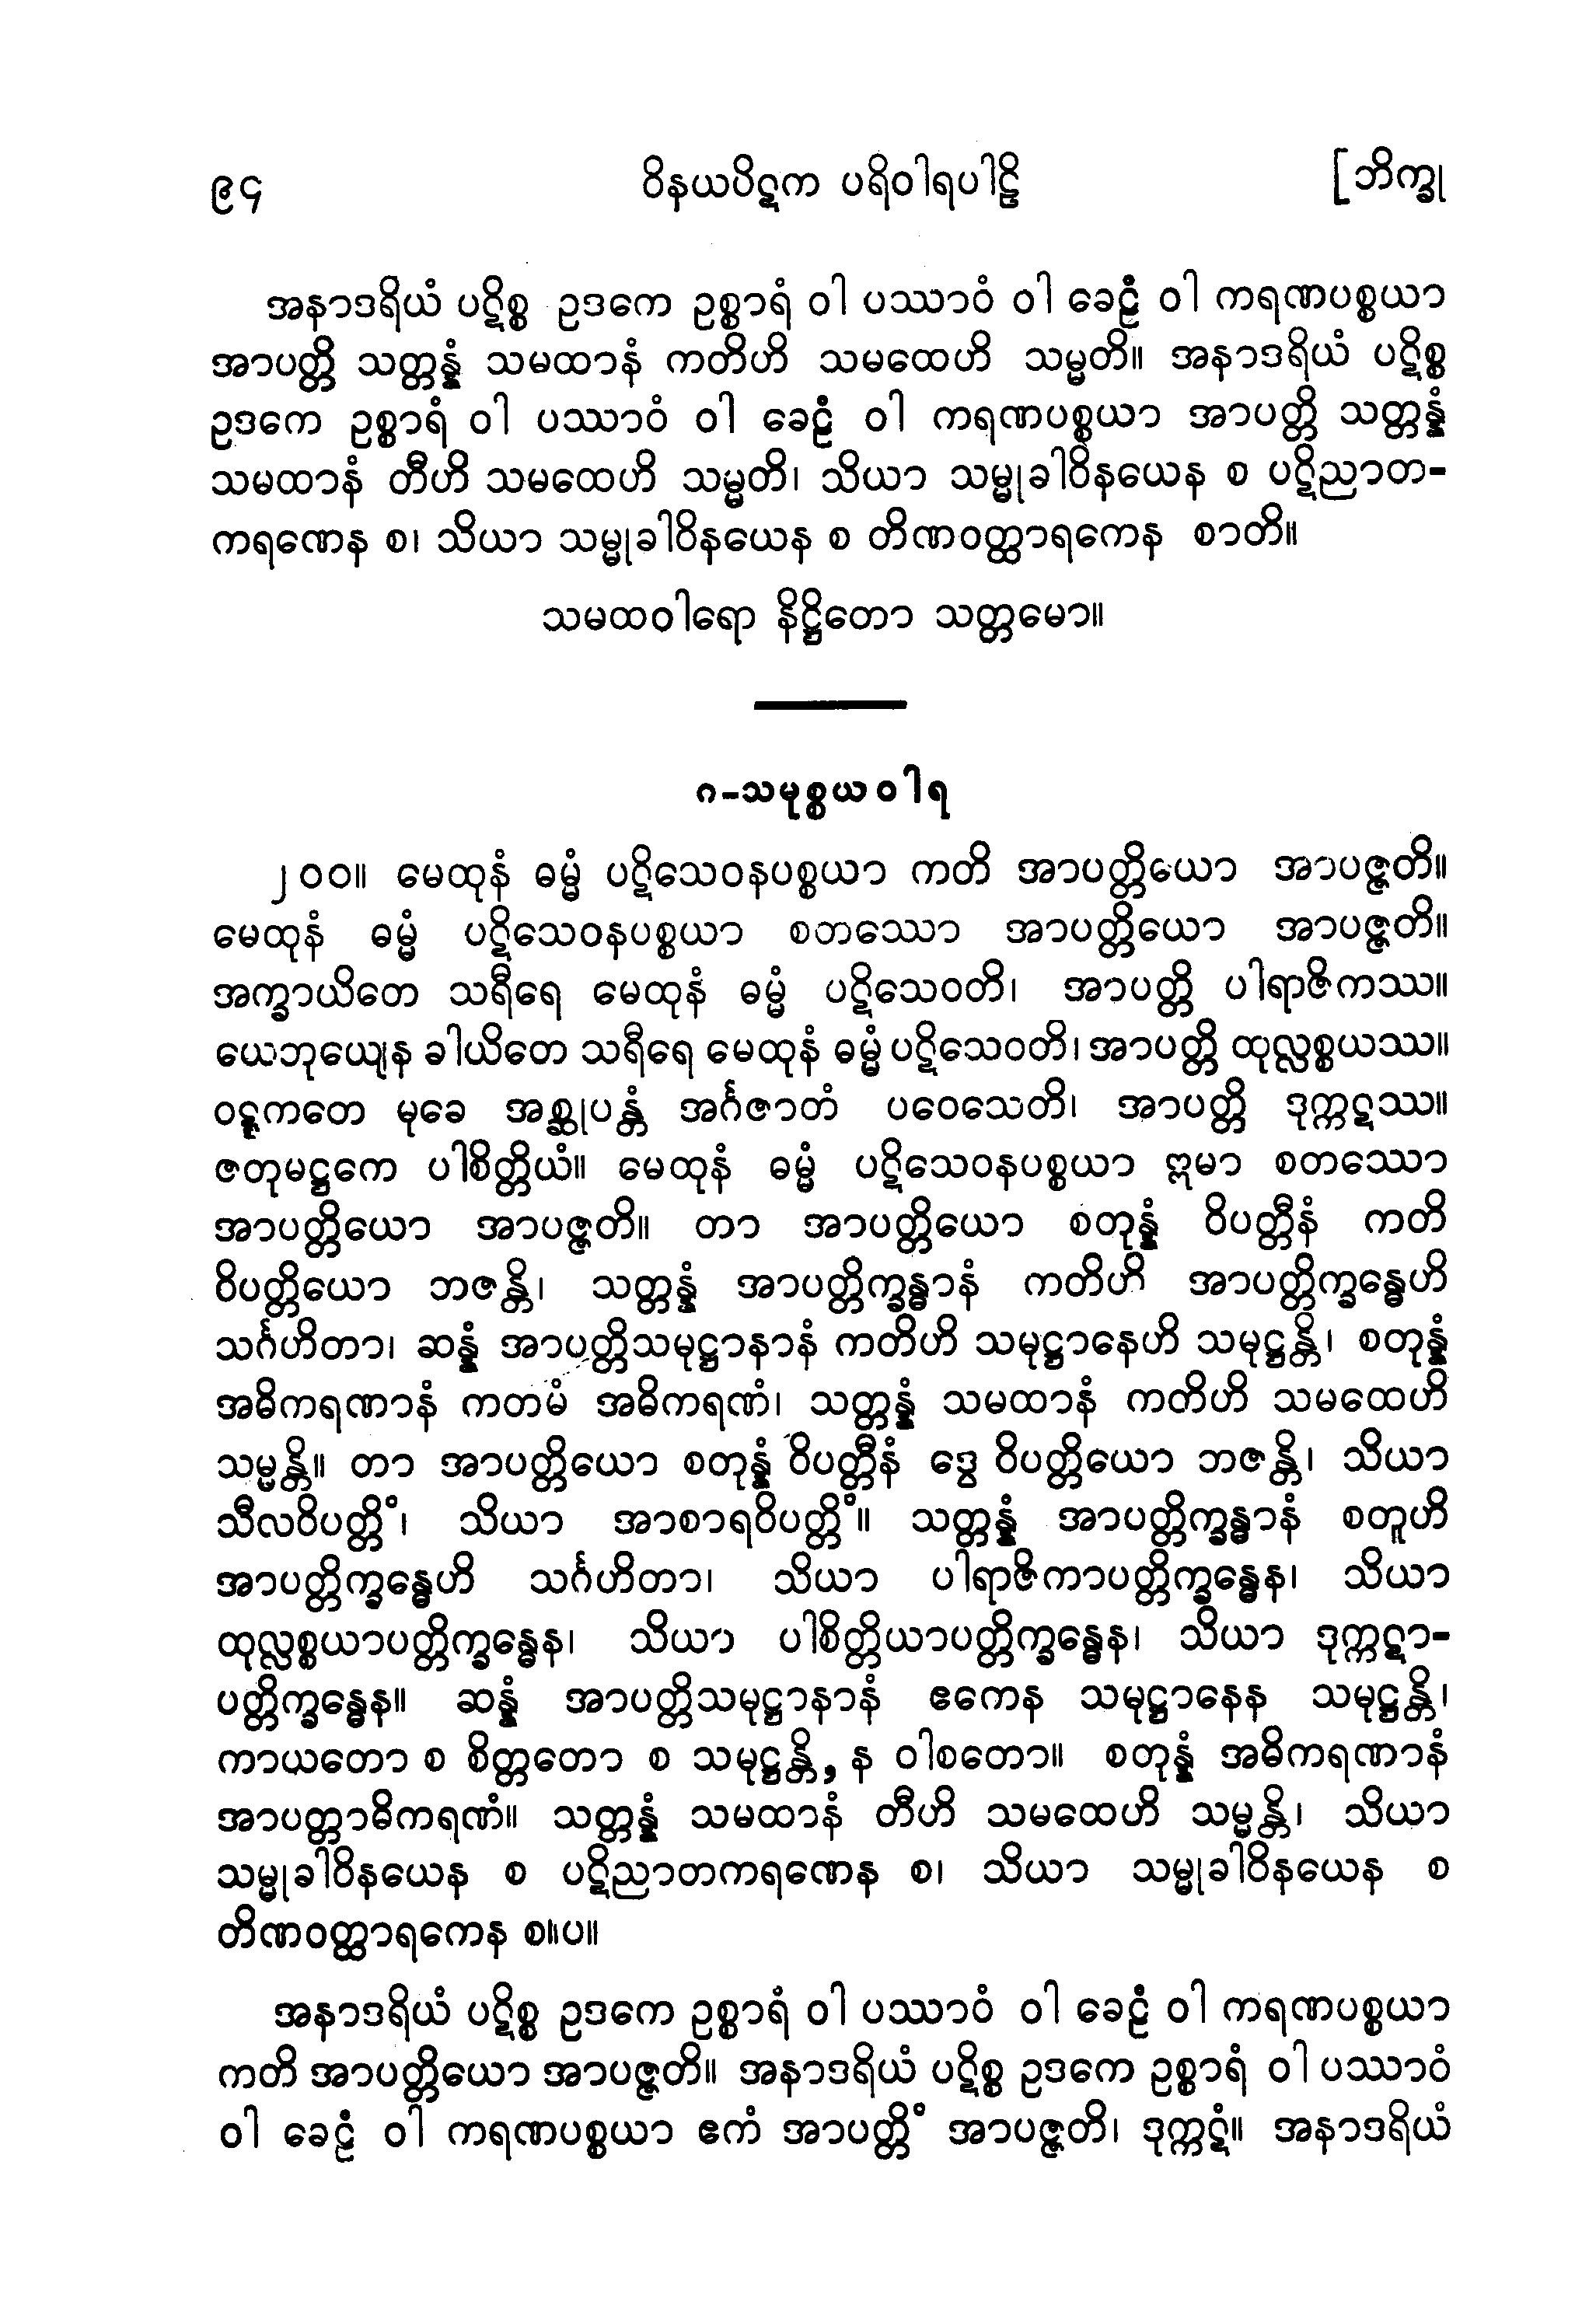 ၉၄ ဝိနယပိဋက ပရိဝါရပါဠိ [ဘိက္ခု
အနာဒရိယံ ပဋိစ္စ ဥဒကေ ဥစ္စာရံ ဝါ ပဿာဝံ ဝါ ခေဠံ ဝါ ကရဏပစ္စယာ
အာပတ္တိ သတ္တန္နံ သမထာနံ ကတိဟိ သမထေဟိ သမ္မတိ။ အနာဒရိယံ ပဋိစ္စ
ဥဒကေ ဥစ္စာရံ ဝါ ပဿာဝံ ဝါ ခေဠံ ဝါ ကရဏပစ္စယာ အာပတ္တိ သတ္တန္နံ
သမထာနံ တီဟိ သမထေဟိ သမ္မတိ၊ သိယာ သမ္မုခါဝိနယေန စ ပဋိညာတ-
ကရဏေန စ၊ သိယာ သမ္မုခါဝိနယေန စ တိဏဝတ္ထာရကေန စာတိ။
သမထဝါရော နိဋ္ဌိတော သတ္တမော။
၈-သမုစ္စယဝါရ
၂၀၀။ မေထုနံ ဓမ္မံ ပဋိသေဝနပစ္စယာ ကတိ အာပတ္တိယော အာပဇ္ဇတိ။
မေထုနံ ဓမ္မံ ပဋိသေဝနပစ္စယာ စတဿော အာပတ္တိယော အာပဇ္ဇတိ။
အက္ခာယိတေ သရီရေ မေထုနံ ဓမ္မံ ပဋိသေဝတိ၊ အာပတ္တိ ပါရာဇိကဿ။
ယေဘုယျေန ခါယိတေ သရီရေ မေထုနံ ဓမ္မံ ပဋိသေဝတိ၊ အာပတ္တိ ထုလ္လစ္စယဿ။
ဝဋ္ဋကတေ မုခေ အစ္ဆုပန္တံ အင်္ဂဇာတံ ပဝေသေတိ၊ အာပတ္တိ ဒုက္ကဋဿ။
ဇတုမဋ္ဌကေ ပါစိတ္တိယံ။ မေထုနံ ဓမ္မံ ပဋိသေဝနပစ္စယာ ဣမာ စတဿော
အာပတ္တိယော အာပဇ္ဇတိ။ တာ အာပတ္တိယော စတုန္နံ ဝိပတ္တီနံ ကတိ
ဝိပတ္တိယော ဘဇန္တိ၊ သတ္တန္နံ အာပတ္တိက္ခန္ဓာနံ ကတိဟိ အာပတ္တိက္ခန္ဓေဟိ
သင်္ဂဟိတာ၊ ဆန္နံ အာပတ္တိသမုဋ္ဌာနာနံ ကတိဟိ သမုဋ္ဌာနေဟိ သမုဋ္ဌန္တိ၊ စတုန္နံ
အဓိကရဏာနံ ကတမံ အဓိကရဏံ၊ သတ္တန္နံ သမထာနံ ကတိဟိ သမထေဟိ
သမ္မန္တိ။ တာ အာပတ္တိယော စတုန္နံ ဝိပတ္တီနံ ဒွေ ဝိပတ္တိယော ဘဇန္တိ၊ သိယာ
သီလဝိပတ္တိံ၊ သိယာ အာစာရဝိပတ္တိံ။ သတ္တန္နံ အာပတ္တိက္ခန္ဓာနံ စတူဟိ
အာပတ္တိက္ခန္ဓေဟိ သင်္ဂဟိတာ၊ သိယာ ပါရာဇိကာပတ္တိက္ခန္ဓေန၊ သိယာ
ထုလ္လစ္စယာပတ္တိက္ခန္ဓေန၊ သိယာ ပါစိတ္တိယာပတ္တိက္ခန္ဓေန၊ သိယာ ဒုက္ကဋာ-
ပတ္တိက္ခန္ဓေန။ ဆန္နံ အာပတ္တိသမုဋ္ဌာနာနံ ဧကေန သမုဋ္ဌာနေန သမုဋ္ဌန္တိ၊
ကာယတော စ စိတ္တတော စ သမုဋ္ဌန္တိ, န ဝါစတော။ စတုန္နံ အဓိကရဏာနံ
အာပတ္တာဓိကရဏံ။ သတ္တန္နံ သမထာနံ တီဟိ သမထေဟိ သမ္မန္တိ၊ သိယာ
သမ္မုခါဝိနယေန စ ပဋိညာတကရဏေန စ၊ သိယာ သမ္မုခါဝိနယေန စ
တိဏဝတ္ထာရကေန စ။ပ။
အနာဒရိယံ ပဋိစ္စ ဥဒကေ ဥစ္စာရံ ဝါ ပဿာဝံ ဝါ ခေဠံ ဝါ ကရဏပစ္စယာ
ကတိ အာပတ္တိယော အာပဇ္ဇတိ။ အနာဒရိယံ ပဋိစ္စ ဥဒကေ ဥစ္စာရံ ဝါ ပဿာဝံ
ဝါ ခေဠံ ဝါ ကရဏပစ္စယာ ဧကံ အာပတ္တိံ အာပဇ္ဇတိ၊ ဒုက္ကဋံ။ အနာဒရိယံ